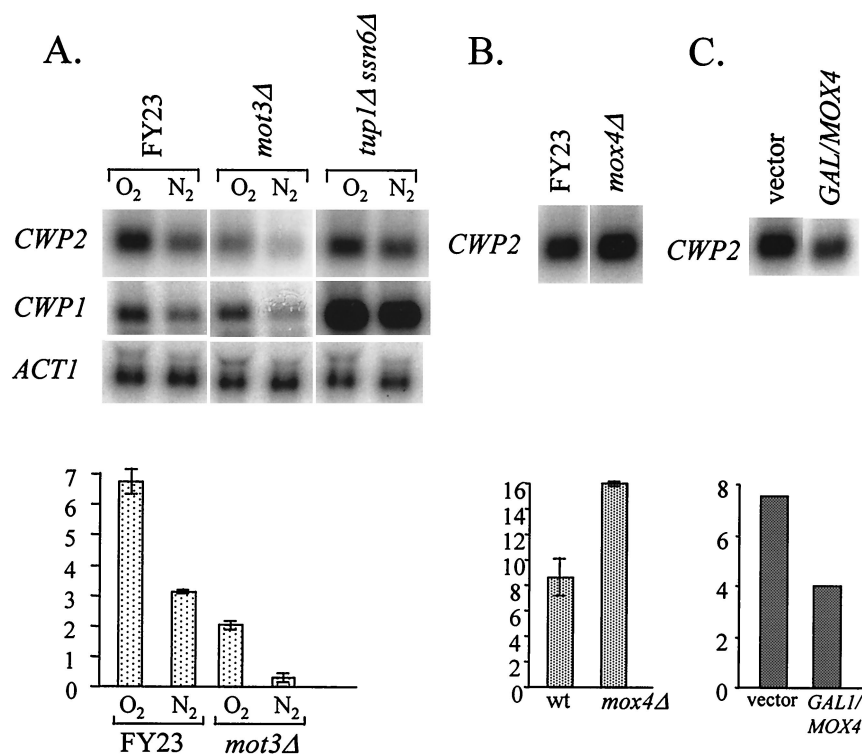 A.
B.
C.
FY23
mot3Δ
tup1Δ ssn6Δ
O2 N2 O2 N2 O2 N2
CWP2
CWP1
ACT1
FY23
mox4Δ
CWP2
vector
GAL/MOX4
CWP2
7
6
5
4
3
2
1
0
O2 N2 O2 N2
FY23 mot3Δ
16
14
12
10
8
6
4
2
0
wt mox4Δ
8
6
4
2
0
vector GAL1/
MOX4